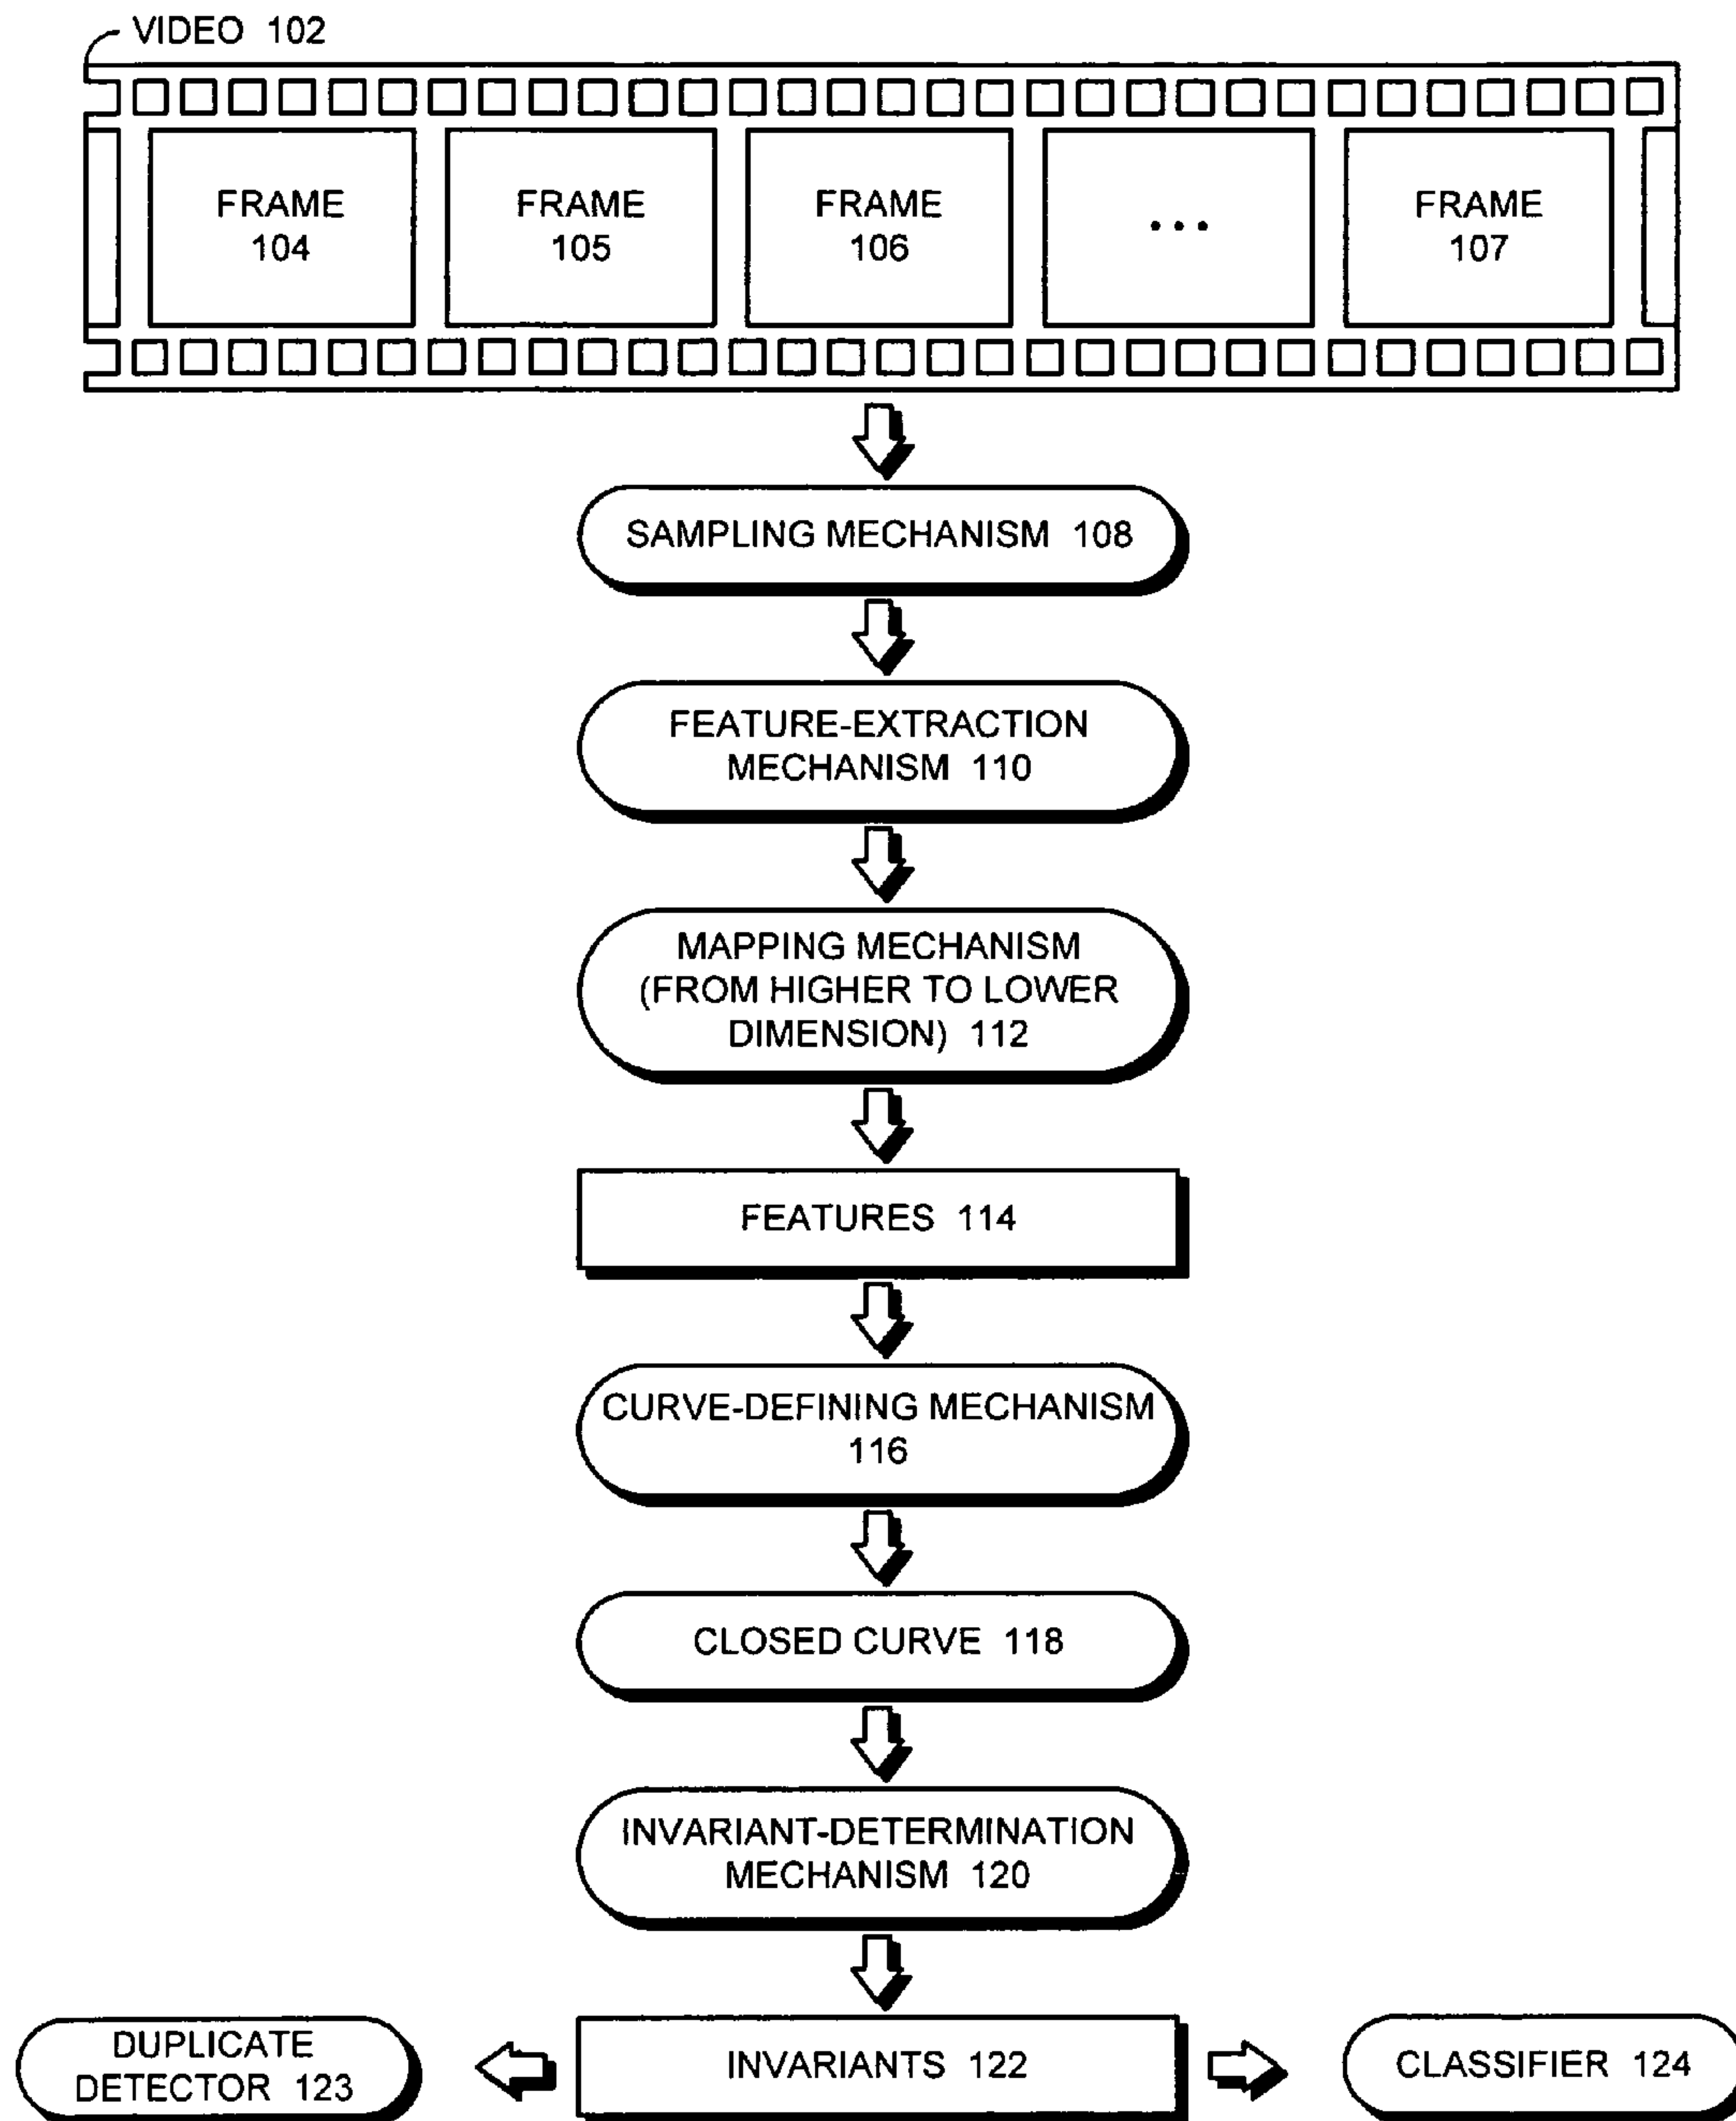 VIDEO 102
FRAME
104
FRAME
105
FRAME
106
...
FRAME
107
SAMPLING MECHANISM 108
FEATURE-EXTRACTION
MECHANISM 110
MAPPING MECHANISM
(FROM HIGHER TO LOWER
DIMENSION) 112
FEATURES 114
CURVE-DEFINING MECHANISM
116
CLOSED CURVE 118
INVARIANT-DETERMINATION
MECHANISM 120
DUPLICATE
DETECTOR 123
INVARIANTS 122
CLASSIFIER 124